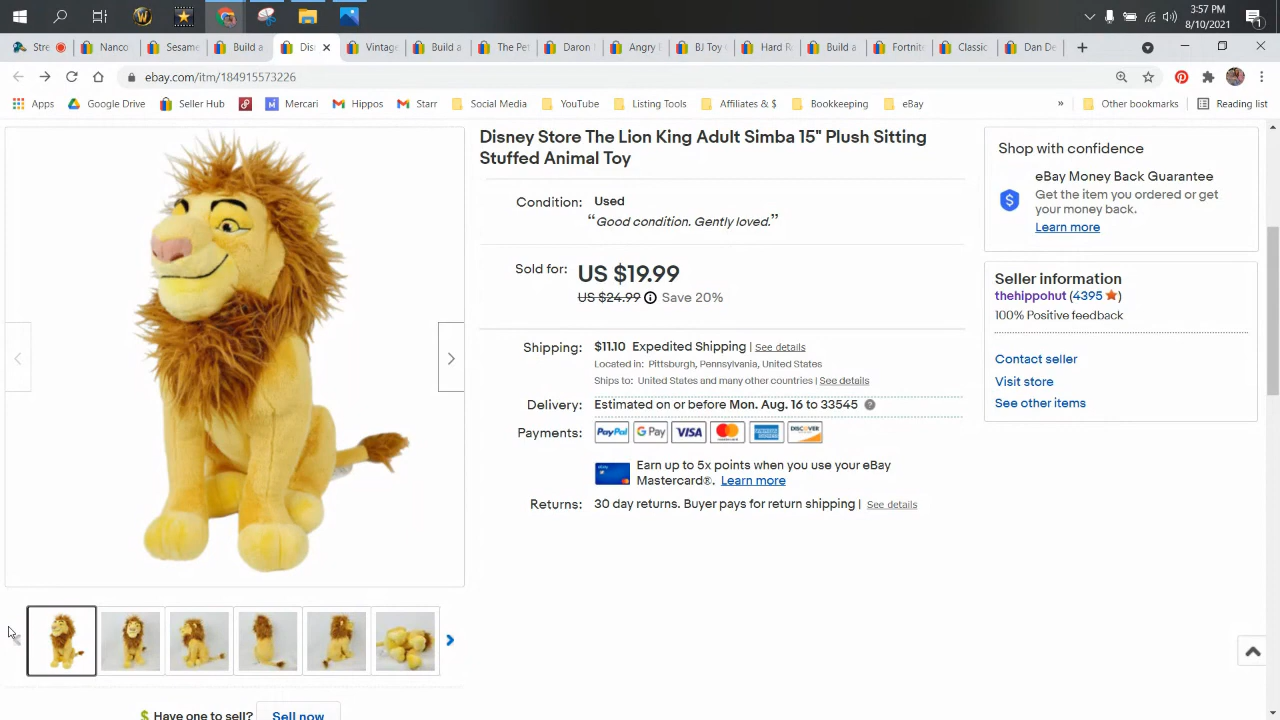 3:57 PM
8/10/2021
Stre
Nanco
Sesame
Build a
Dis
Vintage
Build a
The Pet
Daron
Angry
BJ Toy
Hard R
Build a
Fortnit
Classic
Dan De
ebay.com/itm/184915573226
Apps
Google Drive
Seller Hub
Mercari
Hippos
Starr
Social Media
YouTube
Listing Tools
Affiliates & $
Bookkeeping
eBay
»
Other bookmarks
Reading list
Disney Store The Lion King Adult Simba 15" Plush Sitting
Stuffed Animal Toy
Condition: Used
“Good condition. Gently loved.”
Sold for: US $19.99
US $24.99 Save 20%
Shipping: $11.10 Expedited Shipping | See details
Located in: Pittsburgh, Pennsylvania, United States
Ships to: United States and many other countries | See details
Delivery: Estimated on or before Mon. Aug. 16 to 33545
Payments: PayPal G Pay VISA mastercard AMERICAN EXPRESS DISCOVER
Earn up to 5x points when you use your eBay
Mastercard®. Learn more
Returns: 30 day returns. Buyer pays for return shipping | See details
Shop with confidence
eBay Money Back Guarantee
Get the item you ordered or get
your money back.
Learn more
Seller information
thehippohut (4395 )
100% Positive feedback
Contact seller
Visit store
See other items
$ Have one to sell? Sell now